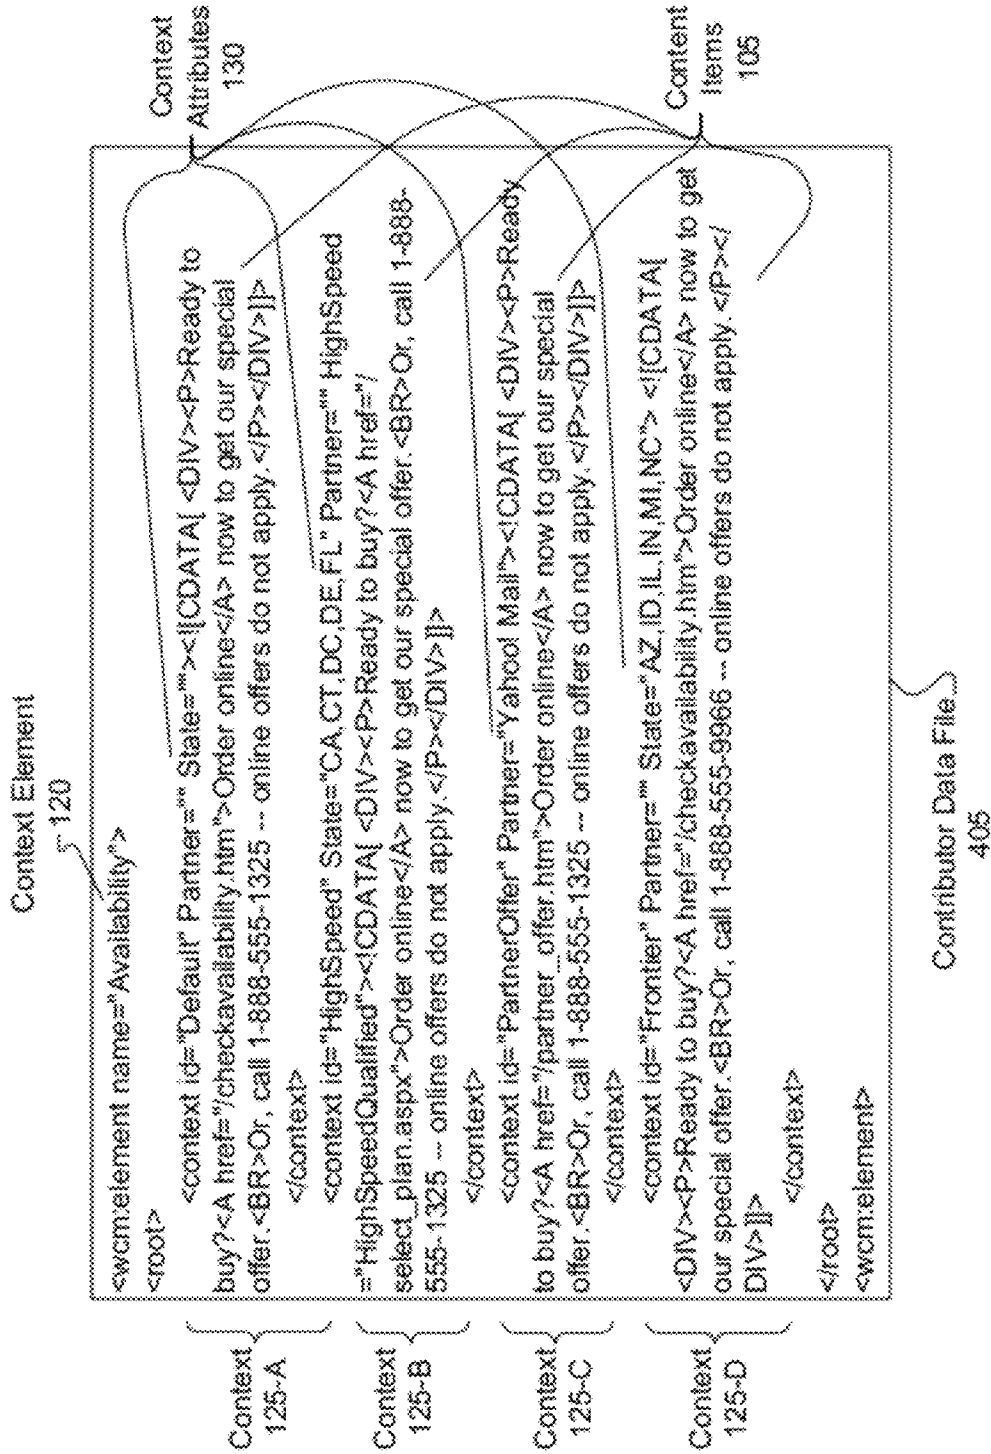 Context Element
120
Context
Attributes
130
Content
Items
105
Context
125-A
Context
125-B
Context
125-C
Context
125-D
<wcm:element name="Availability">
<root>
<context id="Default" Partner="" State=""><![CDATA[ <DIV><P>Ready to
buy?<A href="/checkavailability.htm">Order online</A> now to get our special
offer.<BR>Or, call 1-888-555-1325 -- online offers do not apply.</P></DIV>]]>
</context>
<context id="HighSpeed" State="CA,CT,DC,DE,FL" Partner="" HighSpeed
="HighSpeedQualified"><![CDATA[ <DIV><P>Ready to buy?<A href="/
select_plan.aspx">Order online</A> now to get our special offer.<BR>Or, call 1-888-
555-1325 -- online offers do not apply.</P></DIV>]]>
</context>
<context id="PartnerOffer" Partner="Yahoo! Mail"><![CDATA[ <DIV><P>Ready
to buy?<A href="/partner_offer.htm">Order online</A> now to get our special
offer.<BR>Or, call 1-888-555-1325 -- online offers do not apply.</P></DIV>]]>
</context>
<context id="Frontier" Partner="" State="AZ,ID,IL,IN,MI,NC"> <![CDATA[
<DIV><P>Ready to buy?<A href="/checkavailability.htm">Order online</A> now to get
our special offer.<BR>Or, call 1-888-555-9966 -- online offers do not apply.</P></
DIV>]]>
</context>
</root>
<wcm:element>
Contributor Data File
405